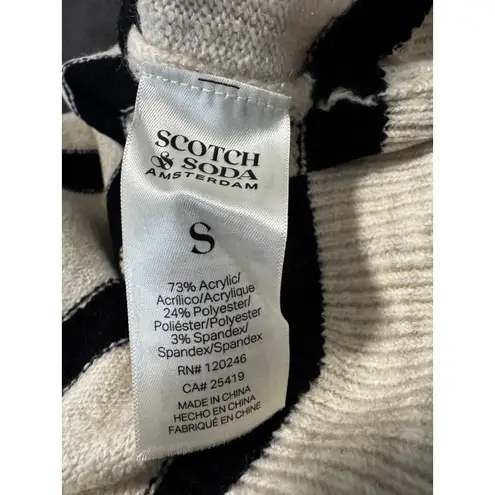 SCOTCH
& SODA
AMSTERDAM
S
73% Acrylic/
Acrílico/Acrylique
24% Polyester/
Poliéster/Polyester
3% Spandex/
Spandex/Spandex
RN# 120246
CA# 25419
MADE IN CHINA
HECHO EN CHINA
FABRIQUÉ EN CHINE